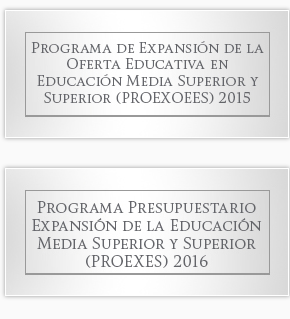 Programa de Expansión de la
Oferta Educativa en
Educación Media Superior y
Superior (PROEXOEES) 2015
Programa Presupuestario
Expansión de la Educación
Media Superior y Superior
(PROEXES) 2016